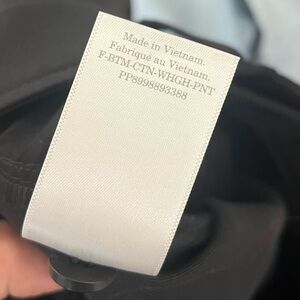 Made in Vietnam.
Fabriqué au Vietnam.
F-BTM-CTN-WHGH-PNT
PP8998893388